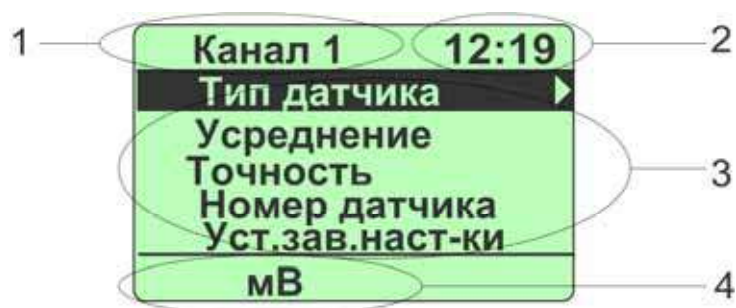 1 Канал 1 12:19 2
Тип датчика
Усреднение
Точность 3
Номер датчика
Уст.зав.наст-ки
мВ 4